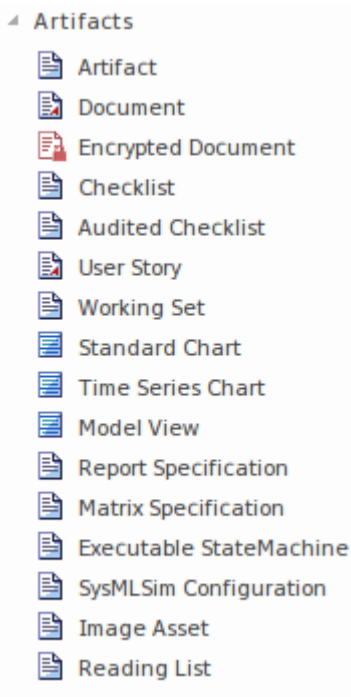 Artifacts
Artifact
Document
Encrypted Document
Checklist
Audited Checklist
User Story
Working Set
Standard Chart
Time Series Chart
Model View
Report Specification
Matrix Specification
Executable StateMachine
SysMLSim Configuration
Image Asset
Reading List